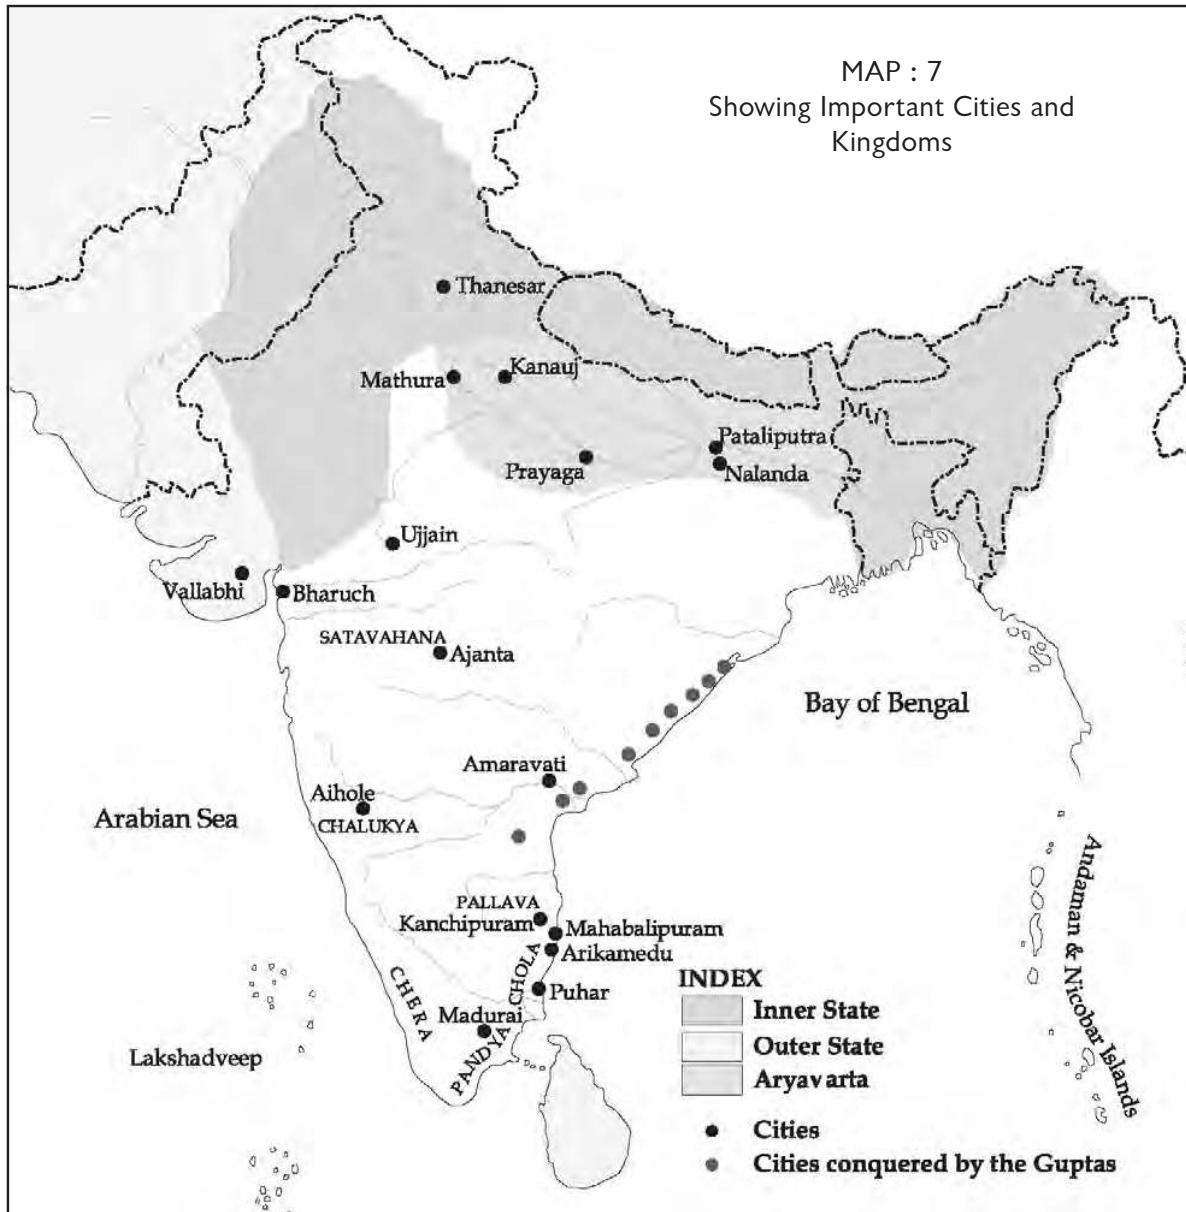 MAP : 7
Showing Important Cities and
Kingdoms
Thanesar
Mathura
Kanauj
Pataliputra
Prayaga
Nalanda
Ujjain
Vallabhi
Bharuch
SATAVAHANA
Ajanta
Bay of Bengal
Amaravati
Aihole
Arabian Sea
CHALUKYA
PALLAVA
Kanchipuram
Mahabalipuram
Arikamedu
CHOLA
CHERA
Puhar
Madurai
PANDYA
Lakshadweep
Andaman & Nicobar Islands
INDEX
Inner State
Outer State
Aryavarta
Cities
Cities conquered by the Guptas